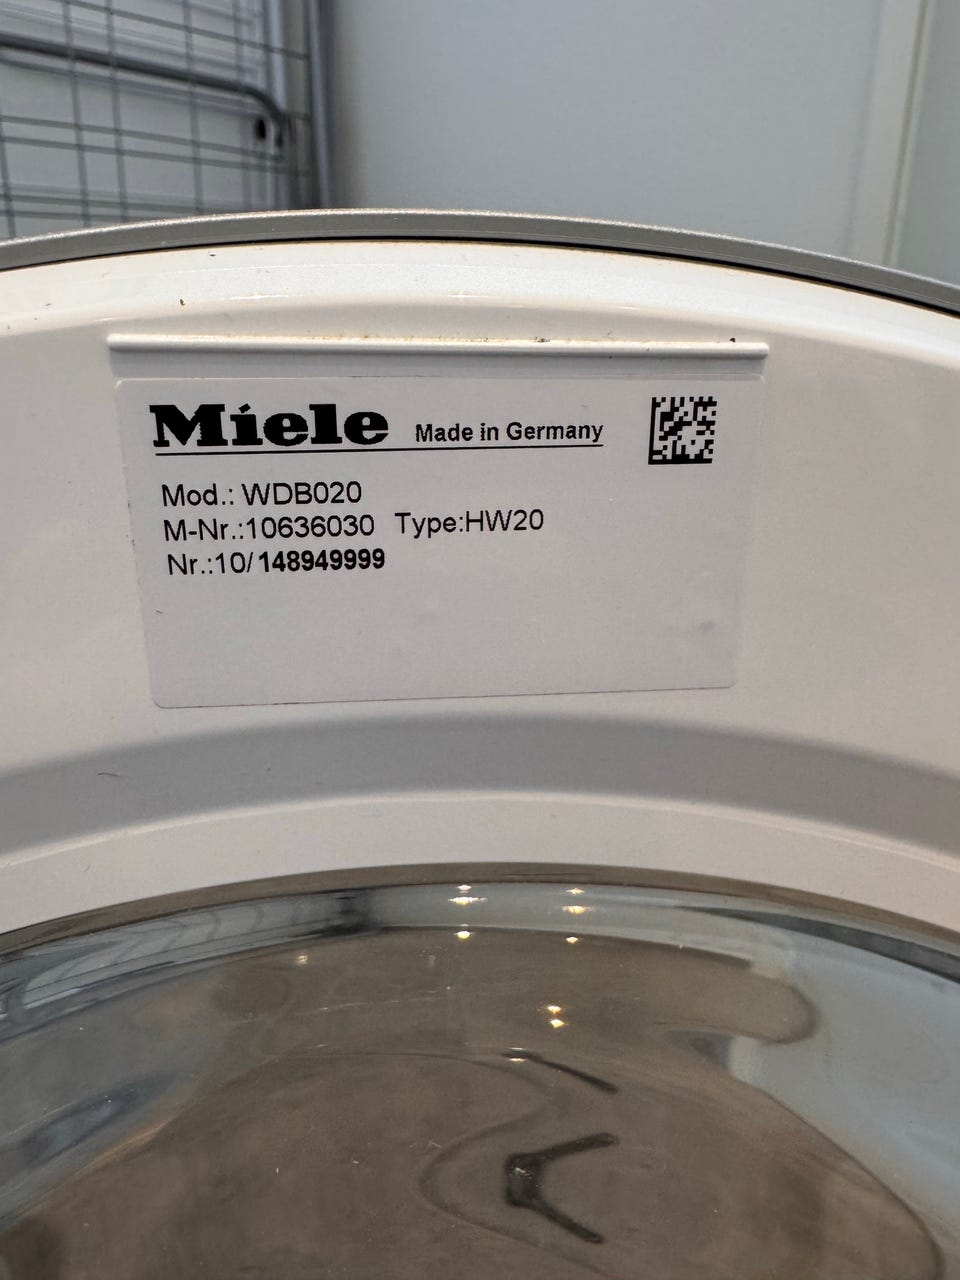 Miele Made in Germany
Mod.: WDB020
M-Nr.:10636030 Type:HW20
Nr.:10/148949999